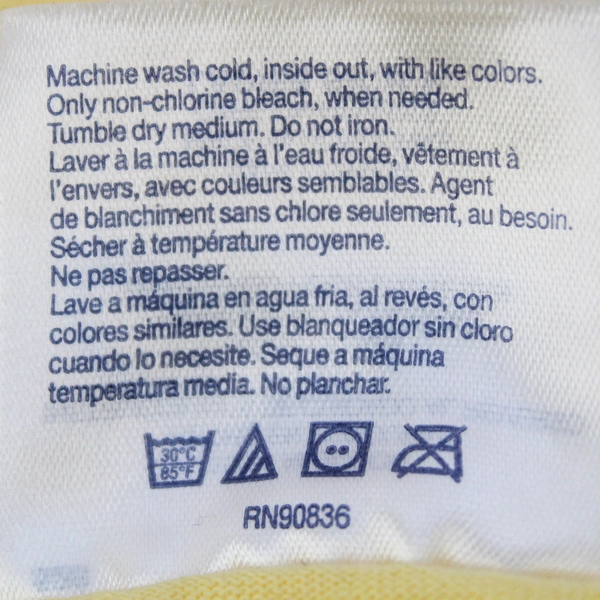 Machine wash cold, inside out, with like colors.
Only non-chlorine bleach, when needed.
Tumble dry medium. Do not iron.
Laver à la machine à l'eau froide, vêtement à
l'envers, avec couleurs semblables. Agent
de blanchiment sans chlore seulement, au besoin.
Sécher à température moyenne.
Ne pas repasser.
Lave a máquina en agua fria, al revés, con
colores similares. Use blanqueador sin cloro
cuando lo necesite. Seque a máquina
temperatura media. No planchar.
30°C
85°F
RN90836